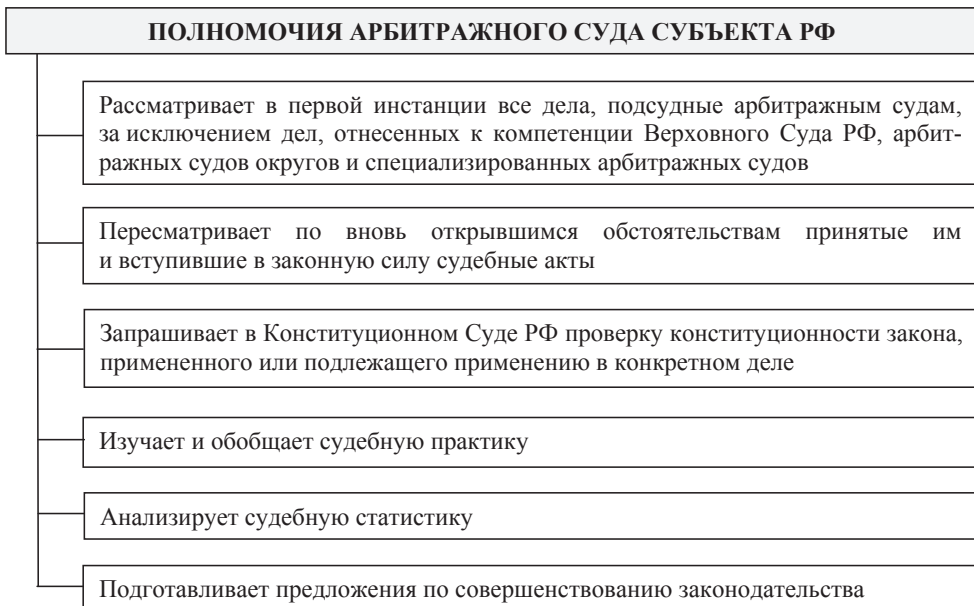 ПОЛНОМОЧИЯ АРБИТРАЖНОГО СУДА СУБЪЕКТА РФ
Рассматривает в первой инстанции все дела, подсудные арбитражным судам,
за исключением дел, отнесенных к компетенции Верховного Суда РФ, арбит-
ражных судов округов и специализированных арбитражных судов
Пересматривает по вновь открывшимся обстоятельствам принятые им
и вступившие в законную силу судебные акты
Запрашивает в Конституционном Суде РФ проверку конституционности закона,
примененного или подлежащего применению в конкретном деле
Изучает и обобщает судебную практику
Анализирует судебную статистику
Подготавливает предложения по совершенствованию законодательства